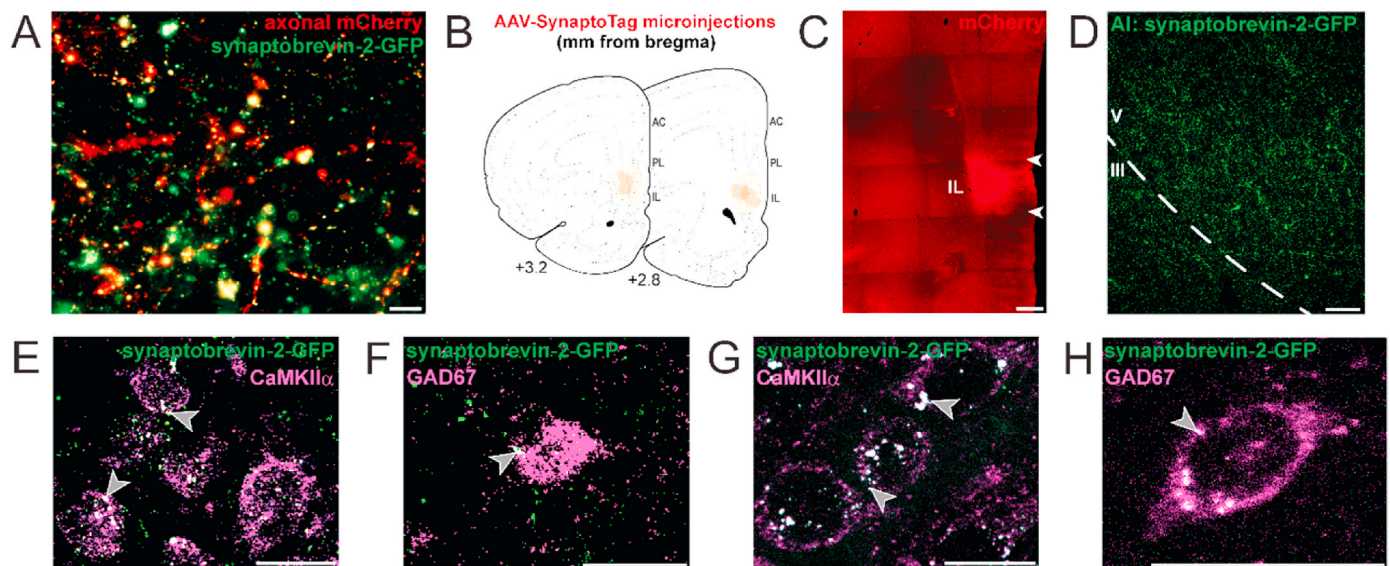 A
axonal mCherry
synaptobrevin-2-GFP
B
AAV-SynaptoTag microinjections
(mm from bregma)
AC
PL
IL
+3.2
AC
PL
IL
+2.8
C
mCherry
IL
D
AI: synaptobrevin-2-GFP
V
III
E
synaptobrevin-2-GFP
CaMKIIα
F
synaptobrevin-2-GFP
GAD67
G
synaptobrevin-2-GFP
CaMKIIα
H
synaptobrevin-2-GFP
GAD67